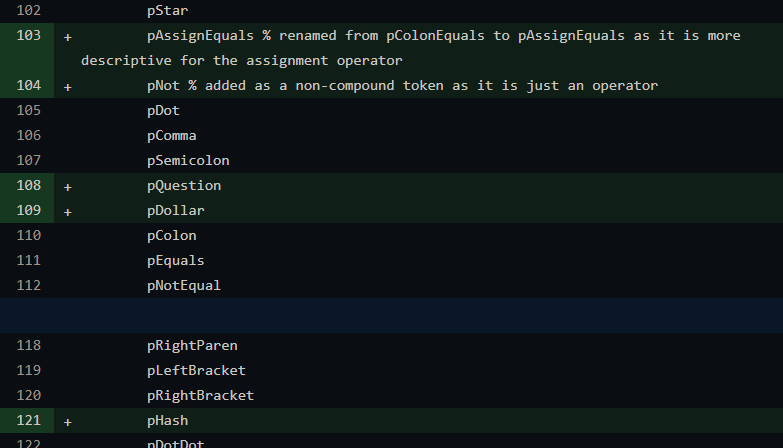 102 pStar
103 + pAssignEquals % renamed from pColonEquals to pAssignEquals as it is more
descriptive for the assignment operator
104 + pNot % added as a non-compound token as it is just an operator
105 pDot
106 pComma
107 pSemicolon
108 + pQuestion
109 + pDollar
110 pColon
111 pEquals
112 pNotEqual
118 pRightParen
119 pLeftBracket
120 pRightBracket
121 + pHash
122 pDotDot